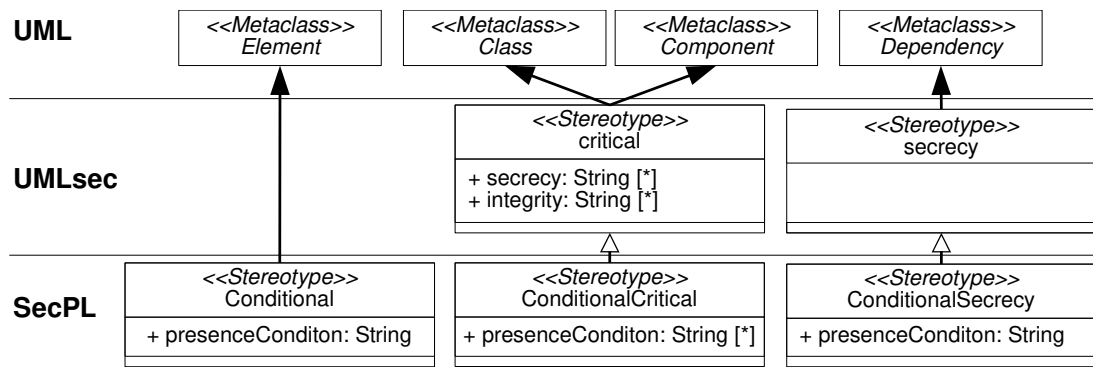 UML
<<Metaclass>>
Element
<<Metaclass>>
Class
<<Metaclass>>
Component
<<Metaclass>>
Dependency
UMLsec
<<Stereotype>>
critical
+ secrecy: String [*]
+ integrity: String [*]
<<Stereotype>>
secrecy
SecPL
<<Stereotype>>
Conditional
+ presenceConditon: String
<<Stereotype>>
ConditionalCritical
+ presenceConditon: String [*]
<<Stereotype>>
ConditionalSecrecy
+ presenceConditon: String